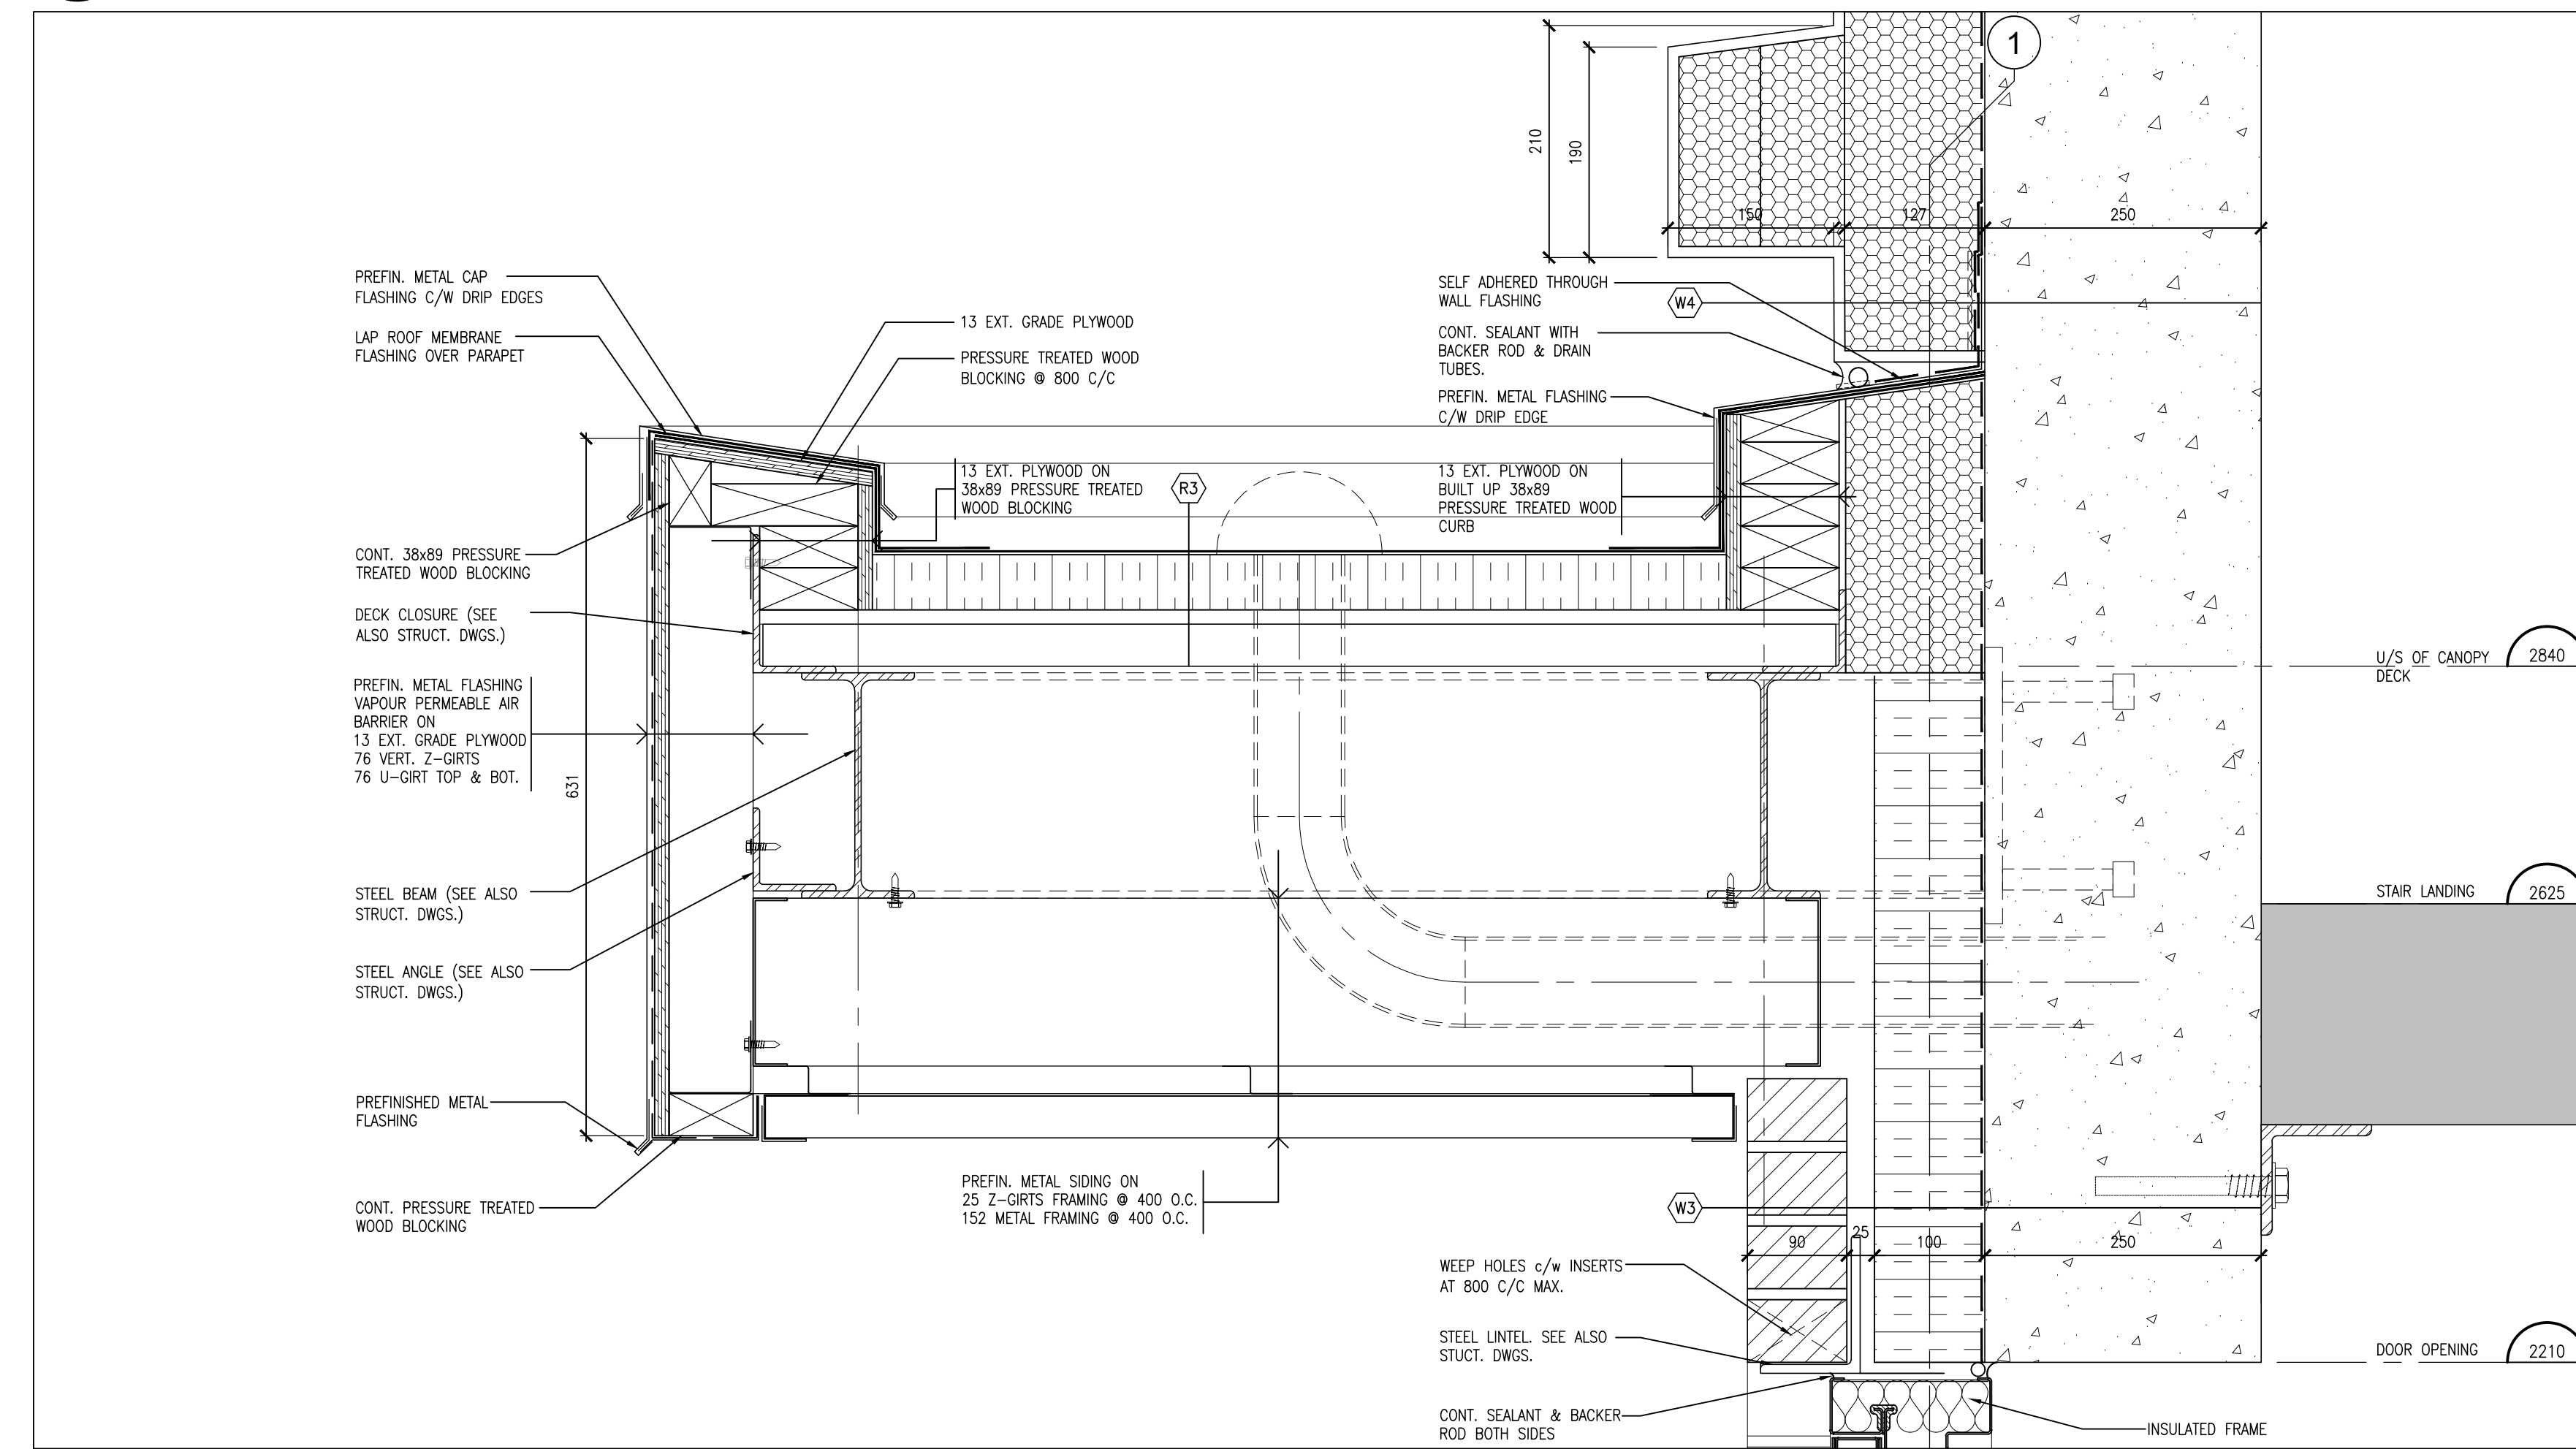 1
210
190
150
127
250
PREFIN. METAL CAP
FLASHING C/W DRIP EDGES
LAP ROOF MEMBRANE
FLASHING OVER PARAPET
13 EXT. GRADE PLYWOOD
PRESSURE TREATED WOOD
BLOCKING @ 800 C/C
SELF ADHERED THROUGH
WALL FLASHING
W4
CONT. SEALANT WITH
BACKER ROD & DRAIN
TUBES.
PREFIN. METAL FLASHING
C/W DRIP EDGE
13 EXT. PLYWOOD ON
38x89 PRESSURE TREATED
WOOD BLOCKING
R3
13 EXT. PLYWOOD ON
BUILT UP 38x89
PRESSURE TREATED WOOD
CURB
CONT. 38x89 PRESSURE
TREATED WOOD BLOCKING
DECK CLOSURE (SEE
ALSO STRUCT. DWGS.)
PREFIN. METAL FLASHING
VAPOUR PERMEABLE AIR
BARRIER ON
13 EXT. GRADE PLYWOOD
76 VERT. Z-GIRTS
76 U-GIRT TOP & BOT.
631
U/S OF CANOPY
DECK
2840
STEEL BEAM (SEE ALSO
STRUCT. DWGS.)
STAIR LANDING
2625
STEEL ANGLE (SEE ALSO
STRUCT. DWGS.)
PREFINISHED METAL
FLASHING
CONT. PRESSURE TREATED
WOOD BLOCKING
PREFIN. METAL SIDING ON
25 Z-GIRTS FRAMING @ 400 O.C.
152 METAL FRAMING @ 400 O.C.
W3
90
25
100
250
WEEP HOLES c/w INSERTS
AT 800 C/C MAX.
STEEL LINTEL. SEE ALSO
STUCT. DWGS.
DOOR OPENING
2210
CONT. SEALANT & BACKER
ROD BOTH SIDES
INSULATED FRAME